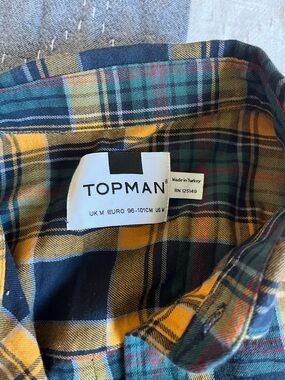 TOPMAN
UK M EURO 96-101CM US M
Made in Turkey
RN 125149